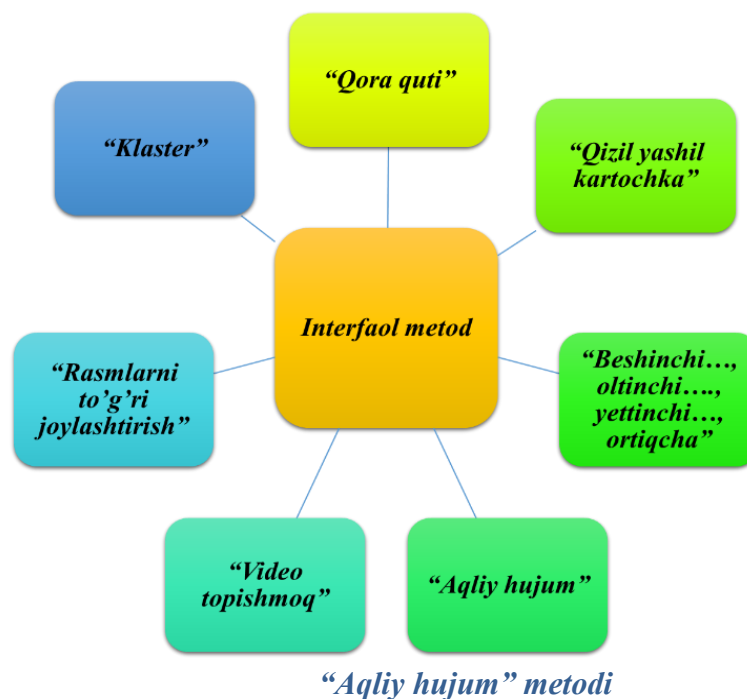 “Qora quti”
“Klaster”
“Qizil yashil
kartochka”
Interfaol metod
“Rasmlarni
to’g’ri
joylashtirish”
“Beshinchi…,
oltinchi….,
yettinchi…,
ortiqcha”
“Video
topishmoq”
“Aqliy hujum”
“Aqliy hujum” metodi